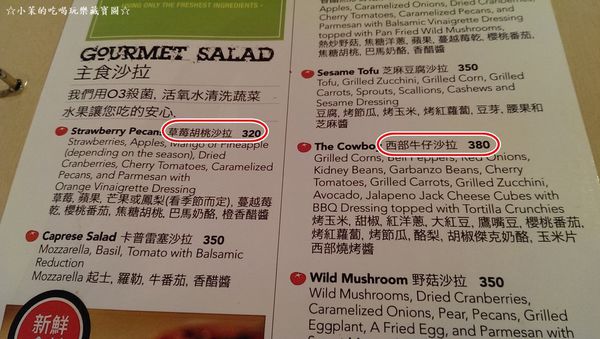 ☆小茉的吃喝玩樂藏寶圖☆
USING ONLY THE FRESHEST INGREDIENTS -
GOURMET SALAD
主食沙拉
我們用O3殺菌, 活氧水清洗蔬菜
水果讓您吃的安心.
Strawberry Pecans 草莓胡桃沙拉 320
Strawberries, Apples, Mango or Pineapple
(depending on the season), Dried
Cranberries, Cherry Tomatoes, Caramelized
Pecans, and Parmesan with
Orange Vinaigrette Dressing
草莓, 蘋果, 芒果或鳳梨(看季節而定), 蔓越
莓乾, 櫻桃番茄, 焦糖胡桃, 巴馬奶酪, 橙香醋醬
Caprese Salad 卡普雷塞沙拉 350
Mozzarella, Basil, Tomato with Balsamic
Reduction
Mozzarella 起士, 羅勒, 牛番茄, 香醋醬
新鮮
Apples, Caramelized Onions, Dried Cranberries,
Cherry Tomatoes, Caramelized Pecans, and
Parmesan with Balsamic Vinaigrette Dressing
topped with Pan Fried Wild Mushrooms.
熱炒野菇, 焦糖洋蔥, 蘋果, 蔓越莓乾, 櫻桃番茄,
焦糖胡桃, 巴馬奶酪, 香醋醬
Sesame Tofu 芝麻豆腐沙拉 350
Tofu, Grilled Zucchini, Grilled Corn, Grilled
Carrots, Sprouts, Scallions, Cashews and
Sesame Dressing
豆腐, 烤節瓜, 烤玉米, 烤紅蘿蔔, 豆芽, 腰果和
芝麻醬
The Cowboy 西部牛仔沙拉 380
Grilled Corn, Bell Peppers, Red Onions,
Kidney Beans, Garbanzo Beans, Cherry
Tomatoes, Grilled Carrots, Grilled Zucchini,
Avocado, Jalapeno Jack Cheese Cubes with
BBQ Dressing topped with Tortilla Crunchies
烤玉米, 甜椒, 紅洋蔥, 大紅豆, 鷹嘴豆, 櫻桃番茄,
烤紅蘿蔔, 烤節瓜, 酪梨, 胡椒傑克奶酪, 玉米片
西部燒烤醬
Wild Mushroom 野菇沙拉 350
Wild Mushrooms, Dried Cranberries,
Caramelized Onions, Pear, Pecans, Grilled
Eggplant, A Fried Egg, and Parmesan with